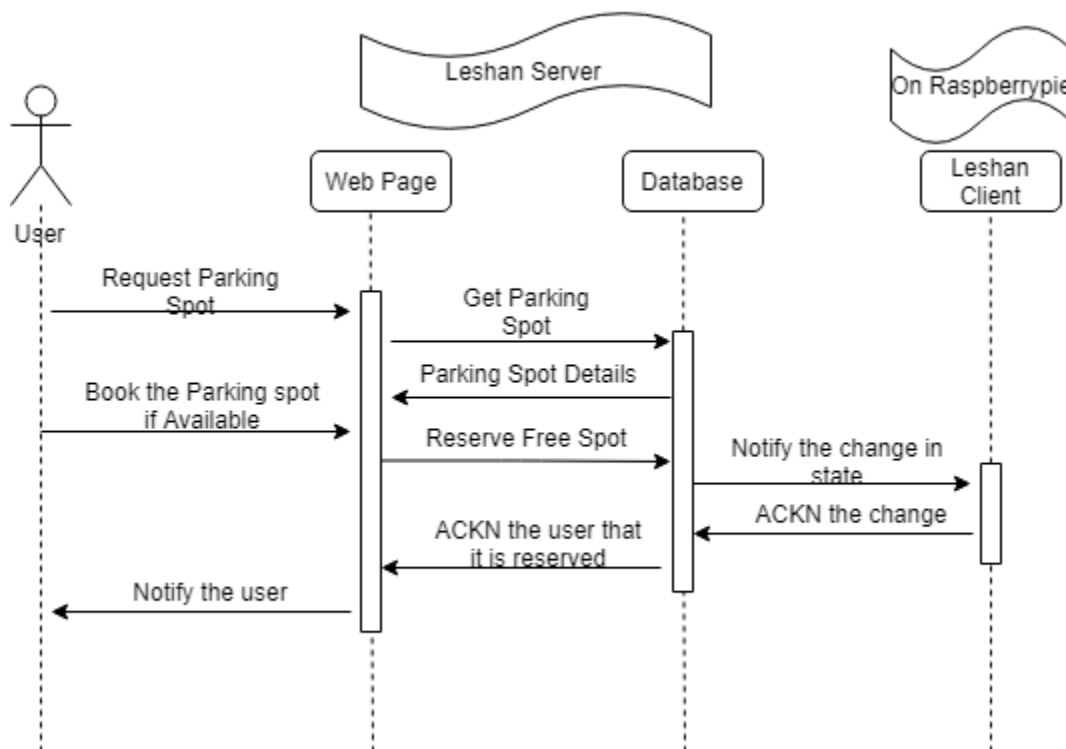 Leshan Server
On Raspberrypie
Web Page
Database
Leshan
Client
User
Request Parking
Spot
Get Parking
Spot
Parking Spot Details
Book the Parking spot
if Available
Reserve Free Spot
Notify the change in
state
ACKN the change
ACKN the user that
it is reserved
Notify the user